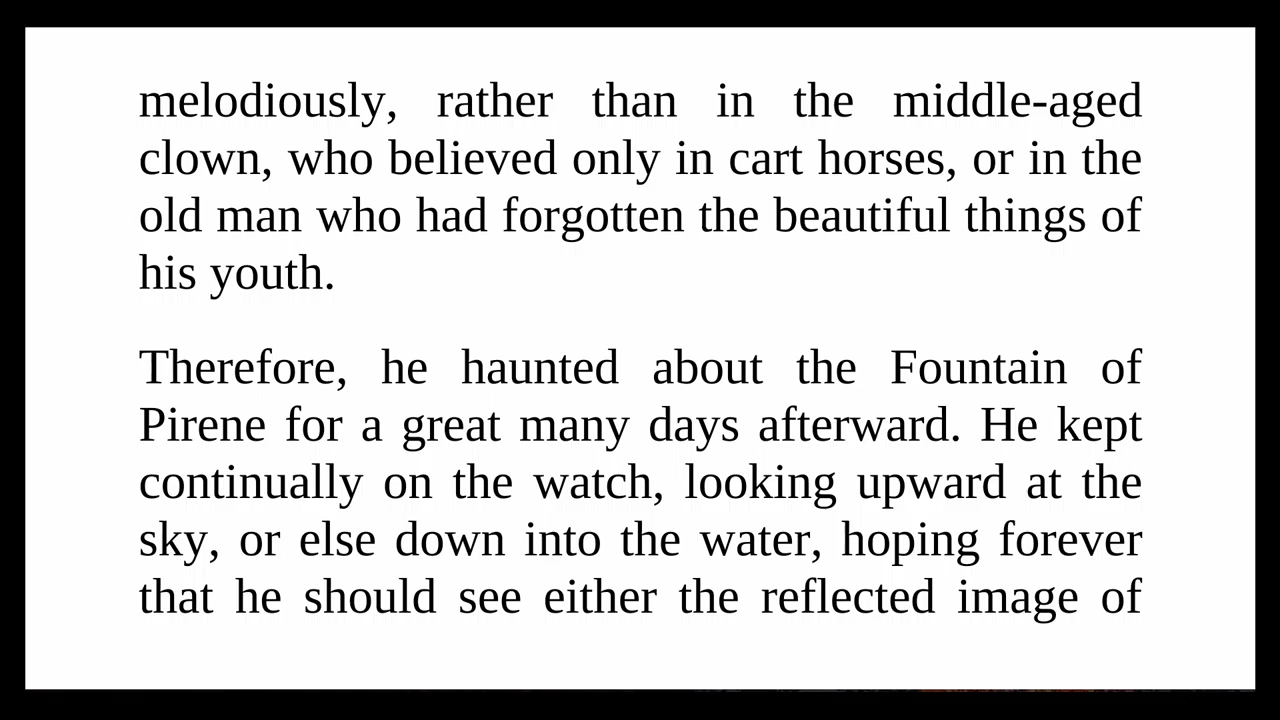 melodiously, rather than in the middle-aged
clown, who believed only in cart horses, or in the
old man who had forgotten the beautiful things of
his youth.
Therefore, he haunted about the Fountain of
Pirene for a great many days afterward. He kept
continually on the watch, looking upward at the
sky, or else down into the water, hoping forever
that he should see either the reflected image of